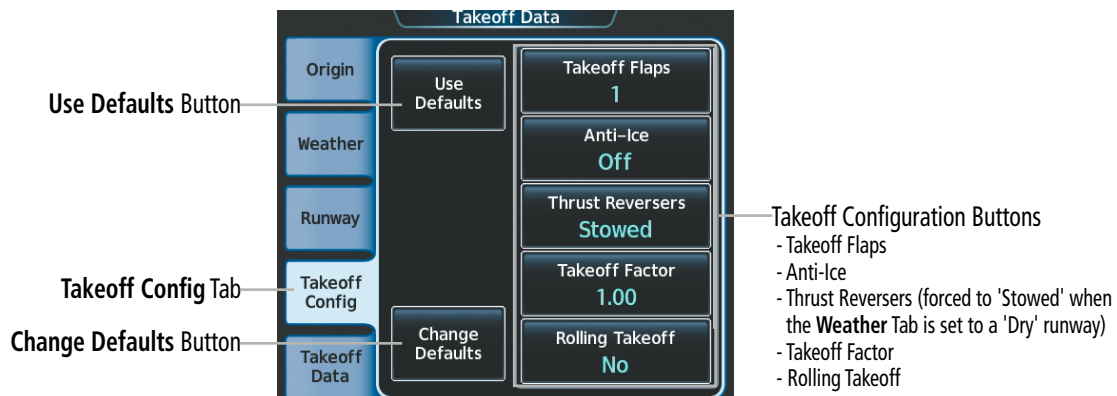 Takeoff Data
Origin
Weather
Runway
Takeoff
Config
Takeoff
Data
Use
Defaults
Change
Defaults
Takeoff Flaps
1
Anti-Ice
Off
Thrust Reversers
Stowed
Takeoff Factor
1.00
Rolling Takeoff
No
Use Defaults Button
Takeoff Config Tab
Change Defaults Button
Takeoff Configuration Buttons
- Takeoff Flaps
- Anti-Ice
- Thrust Reversers (forced to 'Stowed' when
the Weather Tab is set to a 'Dry' runway)
- Takeoff Factor
- Rolling Takeoff